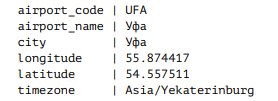 airport_code | UFA
airport_name | Уфа
city | Уфа
longitude | 55.874417
latitude | 54.557511
timezone | Asia/Yekaterinburg